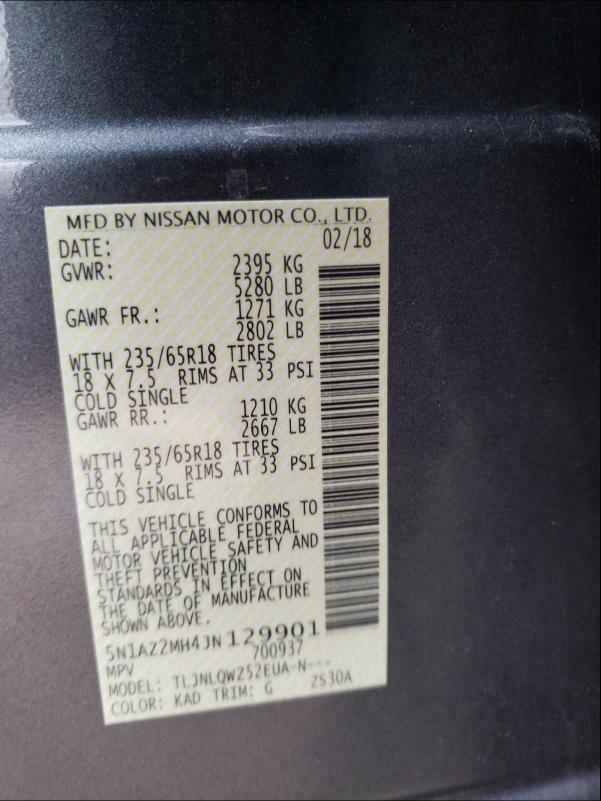 MFD BY NISSAN MOTOR CO., LTD.
DATE: 02/18
GVWR: 2395 KG
5280 LB
GAWR FR.: 1271 KG
2802 LB
WITH 235/65R18 TIRES
18 X 7.5 RIMS AT 33 PSI
COLD SINGLE
GAWR RR.: 1210 KG
2667 LB
WITH 235/65R18 TIRES
18 X 7.5 RIMS AT 33 PSI
COLD SINGLE
THIS VEHICLE CONFORMS TO
ALL APPLICABLE FEDERAL
MOTOR VEHICLE SAFETY AND
THEFT PREVENTION
STANDARDS IN EFFECT ON
THE DATE OF MANUFACTURE
SHOWN ABOVE.
5N1AZ2MH4JN129901
MPV 700937
MODEL: TLJNLQWZ52EUA-N---
COLOR: KAD TRIM: G ZS30A